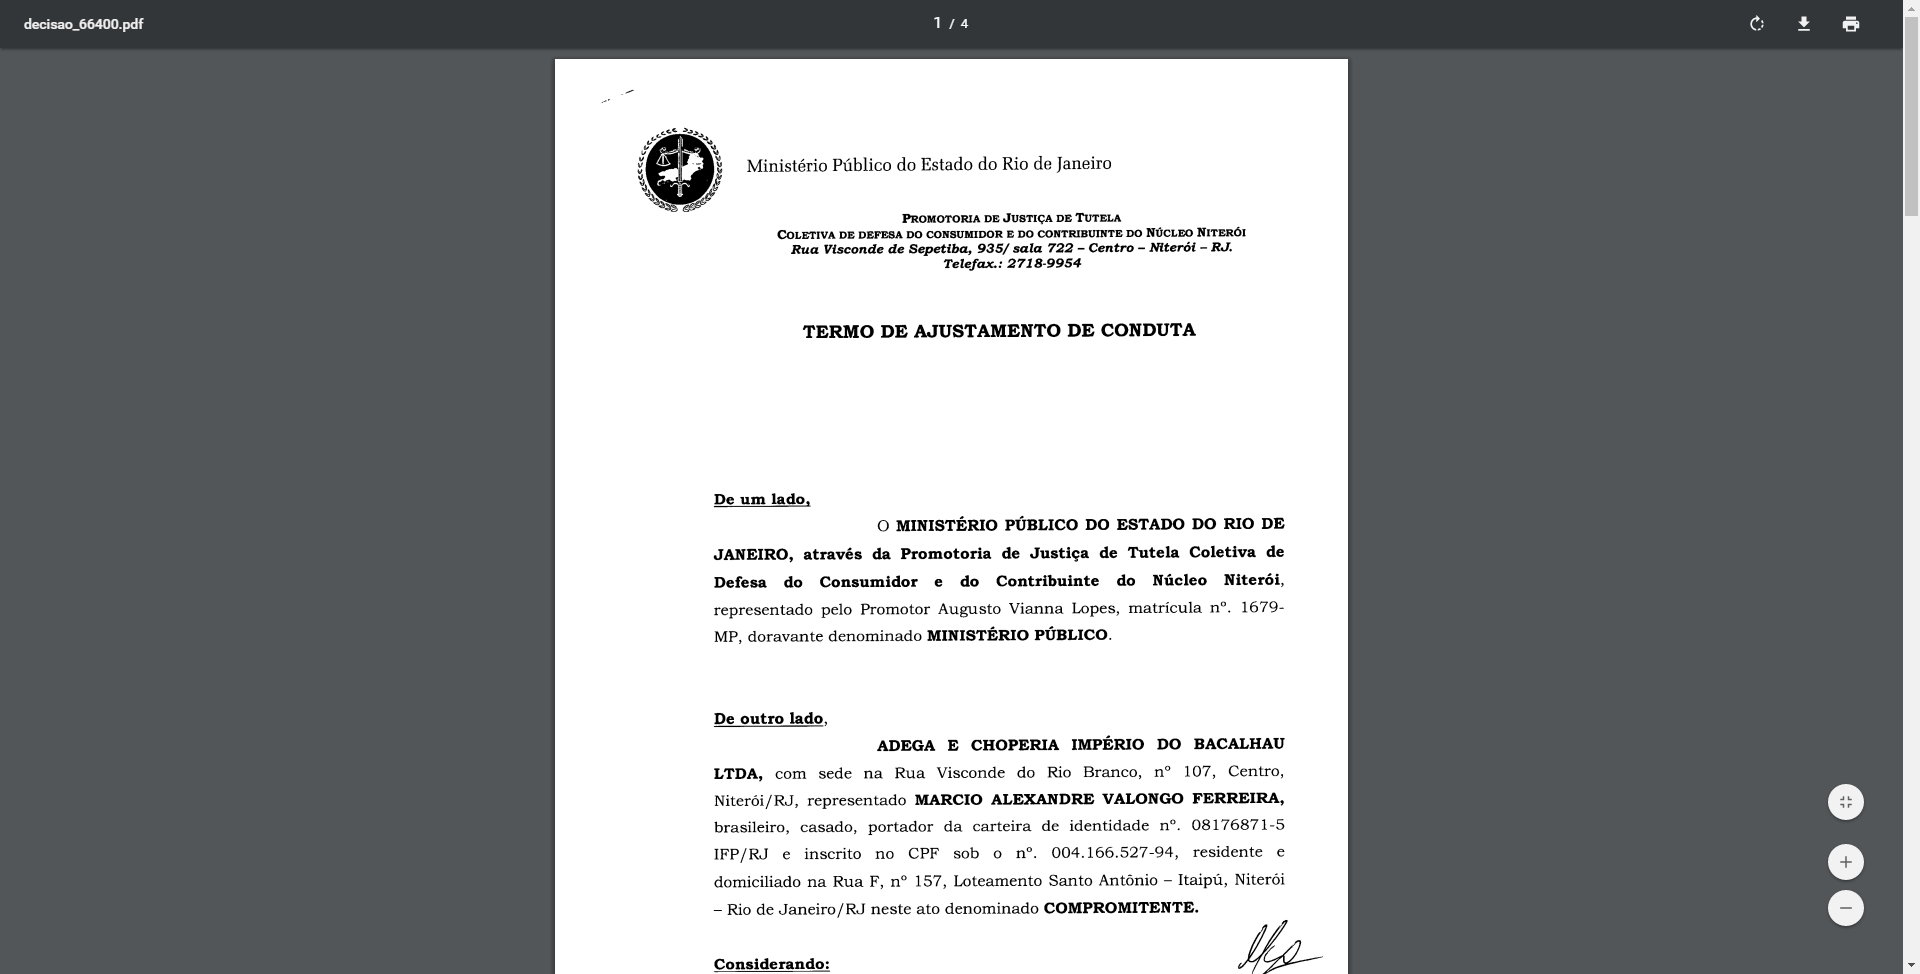 decisao_66400.pdf
1 / 4
Ministério Público do Estado do Rio de Janeiro
PROMOTORIA DE JUSTIÇA DE TUTELA
COLETIVA DE DEFESA DO CONSUMIDOR E DO CONTRIBUINTE DO NÚCLEO NITERÓI
Rua Visconde de Sepetiba, 935/ sala 722 – Centro – Niterói – RJ.
Telefax.: 2718-9954
TERMO DE AJUSTAMENTO DE CONDUTA
De um lado,
O MINISTÉRIO PÚBLICO DO ESTADO DO RIO DE
JANEIRO, através da Promotoria de Justiça de Tutela Coletiva de
Defesa do Consumidor e do Contribuinte do Núcleo Niterói,
representado pelo Promotor Augusto Vianna Lopes, matrícula nº. 1679-
MP, doravante denominado MINISTÉRIO PÚBLICO.
De outro lado,
ADEGA E CHOPERIA IMPÉRIO DO BACALHAU
LTDA, com sede na Rua Visconde do Rio Branco, nº 107, Centro,
Niterói/RJ, representado MARCIO ALEXANDRE VALONGO FERREIRA,
brasileiro, casado, portador da carteira de identidade nº. 08176871-5
IFP/RJ e inscrito no CPF sob o nº. 004.166.527-94, residente e
domiciliado na Rua F, nº 157, Loteamento Santo Antônio – Itaipú, Niterói
– Rio de Janeiro/RJ neste ato denominado COMPROMITENTE.
Considerando: